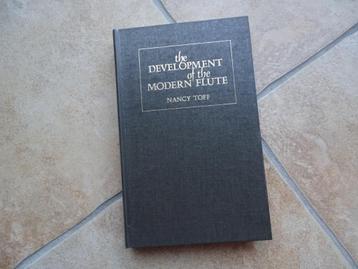 the
DEVELOPMENT
of the
MODERN FLUTE
NANCY TOFF